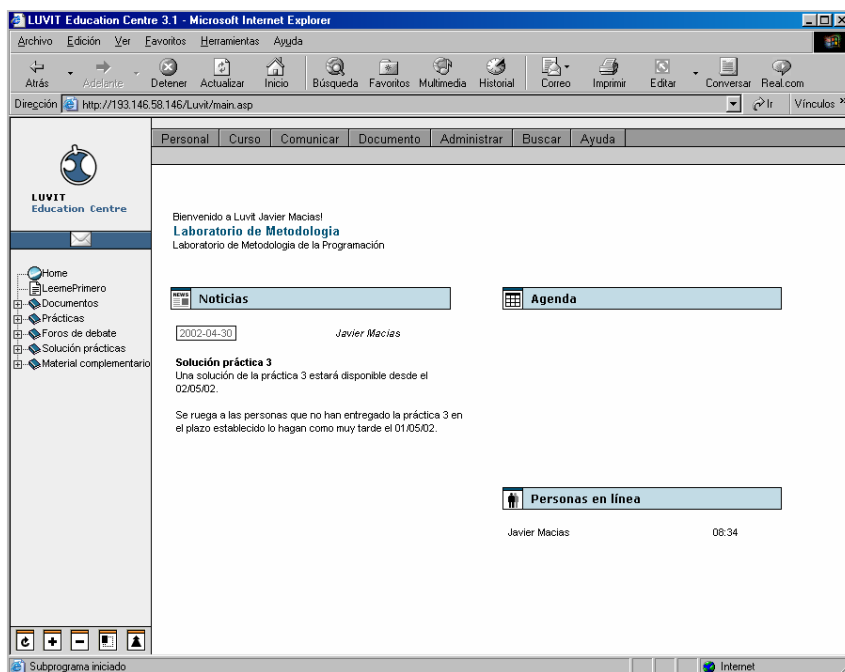 LUVIT Education Centre 3.1 - Microsoft Internet Explorer
Archivo Edición Ver Favoritos Herramientas Ayuda
Atrás Adelante Detener Actualizar Inicio Búsqueda Favoritos Multimedia Historial Correo Imprimir Editar Conversar Real.com
Dirección http://193.146.58.146/Luvit/main.asp Ir Vínculos »
Personal Curso Comunicar Documento Administrar Buscar Ayuda
LUVIT
Education Centre
Home
LeemePrimero
Documentos
Prácticas
Foros de debate
Solución prácticas
Material complementario
Bienvenido a Luvit Javier Macias!
Laboratorio de Metodologia
Laboratorio de Metodologia de la Programación
NEWS Noticias
2002-04-30 Javier Macias
Solución práctica 3
Una solución de la práctica 3 estará disponible desde el
02/05/02.
Se ruega a las personas que no han entregado la práctica 3 en
el plazo establecido lo hagan como muy tarde el 01/05/02.
Agenda
Personas en línea
Javier Macias 08:34
Subprograma iniciado Internet